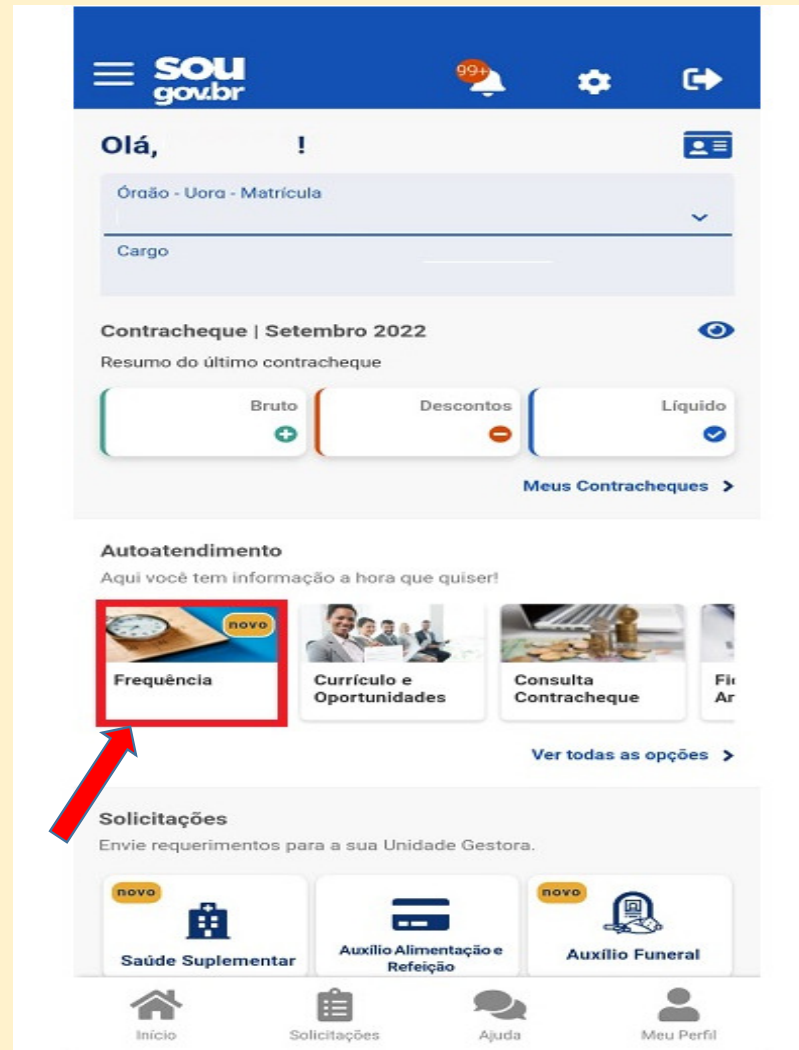 sou
gov.br
99+
Olá, !
Órgão - Uorg - Matrícula
Cargo
Contracheque | Setembro 2022
Resumo do último contracheque
Bruto Descontos Líquido
Meus Contracheques >
Autoatendimento
Aqui você tem informação a hora que quiser!
novo
Frequência
Currículo e
Oportunidades
Consulta
Contracheque
Ver todas as opções >
Solicitações
Envie requerimentos para a sua Unidade Gestora.
novo
Saúde Suplementar
Auxílio Alimentação e
Refeição
novo
Auxílio Funeral
Início Solicitações Ajuda Meu Perfil